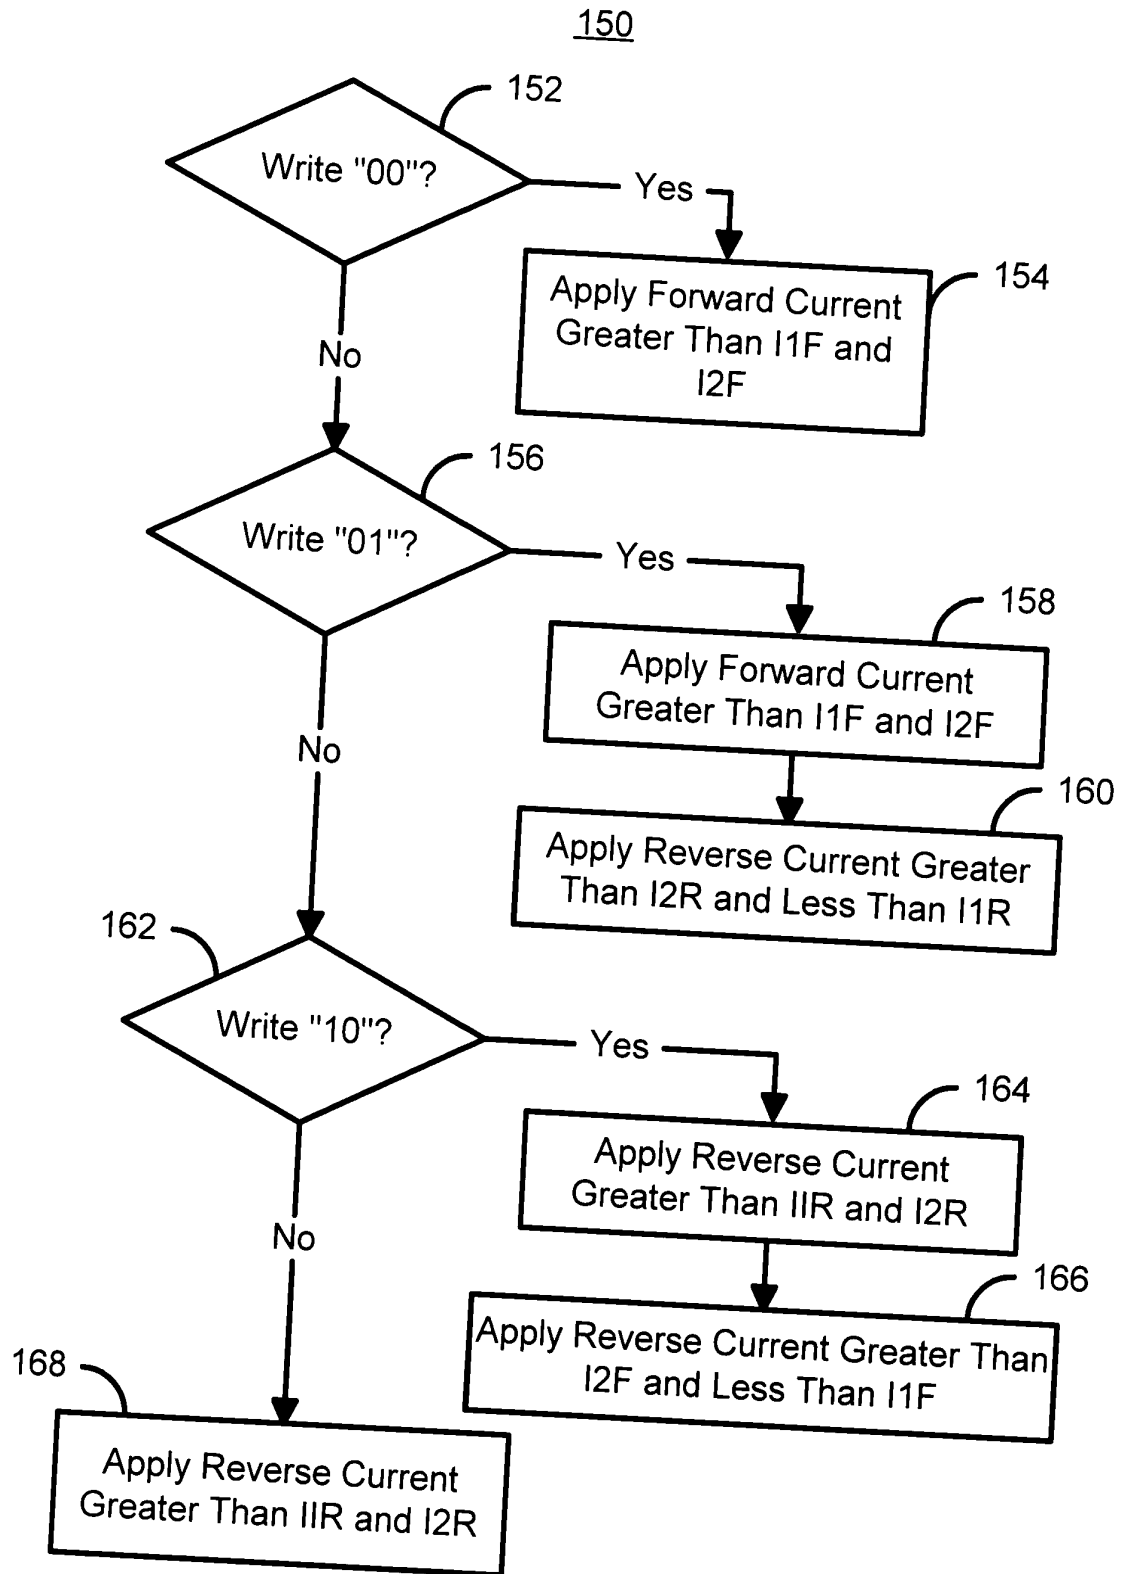 150
152
Write "00"?
Yes
154
Apply Forward Current
Greater Than I1F and
I2F
No
156
Write "01"?
Yes
158
Apply Forward Current
Greater Than I1F and I2F
No
160
Apply Reverse Current Greater
Than I2R and Less Than I1R
162
Write "10"?
Yes
164
Apply Reverse Current
Greater Than IIR and I2R
No
166
Apply Reverse Current Greater Than
I2F and Less Than I1F
168
Apply Reverse Current
Greater Than IIR and I2R